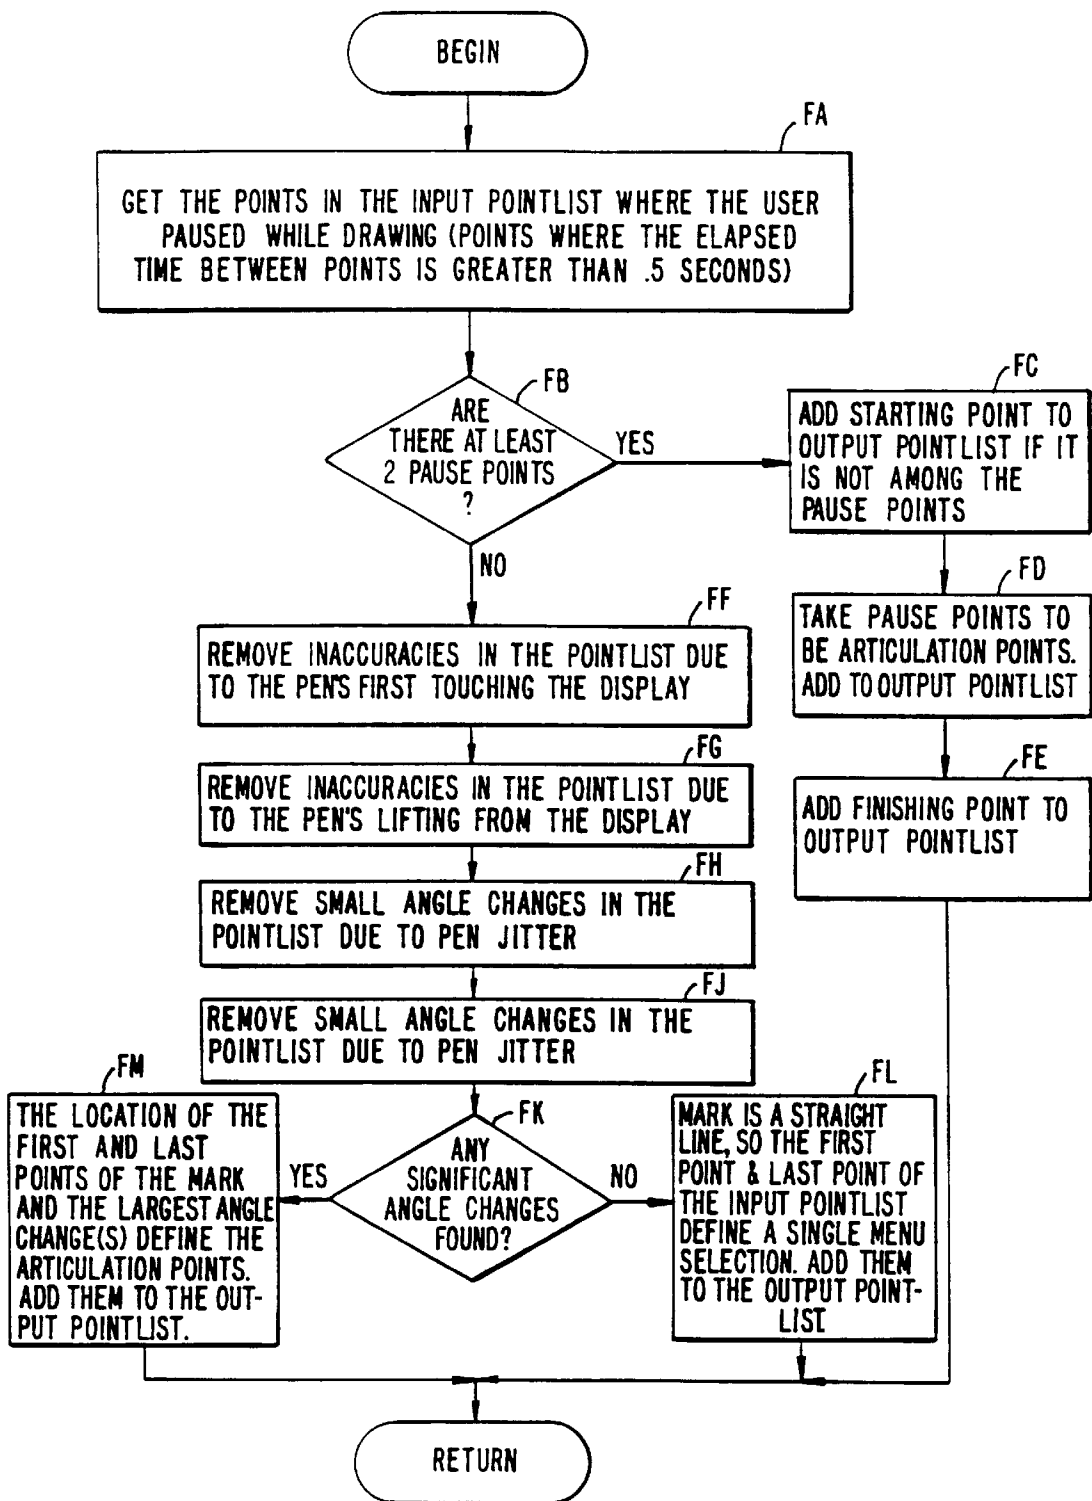 BEGIN
FA
GET THE POINTS IN THE INPUT POINTLIST WHERE THE USER
PAUSED WHILE DRAWING (POINTS WHERE THE ELAPSED
TIME BETWEEN POINTS IS GREATER THAN .5 SECONDS)
FB
ARE
THERE AT LEAST
2 PAUSE POINTS
?
YES
NO
FC
ADD STARTING POINT TO
OUTPUT POINTLIST IF IT
IS NOT AMONG THE
PAUSE POINTS
FD
TAKE PAUSE POINTS TO
BE ARTICULATION POINTS.
ADD TO OUTPUT POINTLIST
FE
ADD FINISHING POINT TO
OUTPUT POINTLIST
FF
REMOVE INACCURACIES IN THE POINTLIST DUE
TO THE PEN'S FIRST TOUCHING THE DISPLAY
FG
REMOVE INACCURACIES IN THE POINTLIST DUE
TO THE PEN'S LIFTING FROM THE DISPLAY
FH
REMOVE SMALL ANGLE CHANGES IN THE
POINTLIST DUE TO PEN JITTER
FJ
REMOVE SMALL ANGLE CHANGES IN THE
POINTLIST DUE TO PEN JITTER
FK
ANY
SIGNIFICANT
ANGLE CHANGES
FOUND?
YES
NO
FM
THE LOCATION OF THE
FIRST AND LAST
POINTS OF THE MARK
AND THE LARGEST ANGLE
CHANGE(S) DEFINE THE
ARTICULATION POINTS.
ADD THEM TO THE OUT-
PUT POINTLIST.
FL
MARK IS A STRAIGHT
LINE, SO THE FIRST
POINT & LAST POINT OF
THE INPUT POINTLIST
DEFINE A SINGLE MENU
SELECTION. ADD THEM
TO THE OUTPUT POINT-
LIST.
RETURN